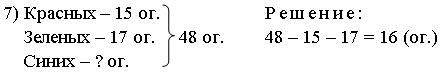 7) Красных – 15 ог. Решение:
Зеленых – 17 ог. 48 ог. 48 – 15 – 17 = 16 (ог.)
Синих – ? ог.